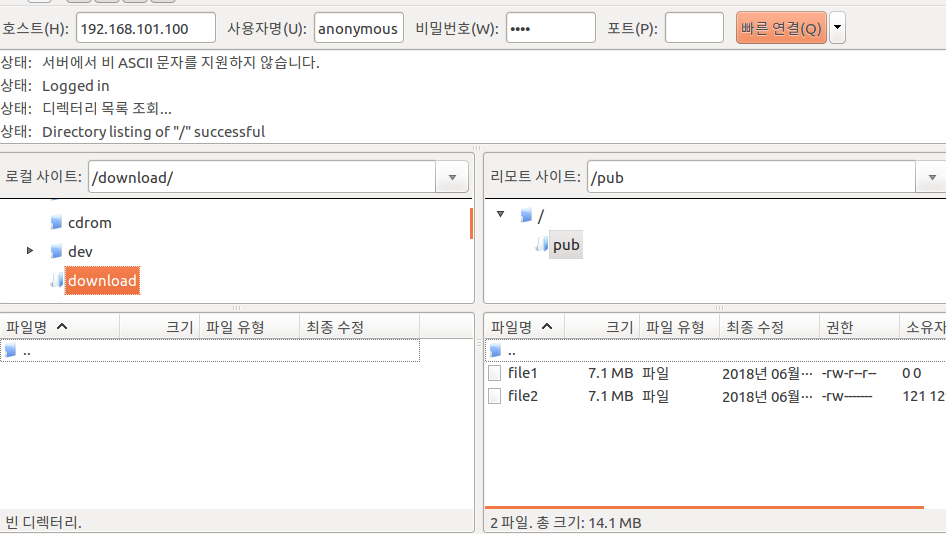 호스트(H): 192.168.101.100 사용자명(U): anonymous 비밀번호(W): •••• 포트(P): 빠른 연결(Q)
상태: 서버에서 비 ASCII 문자를 지원하지 않습니다.
상태: Logged in
상태: 디렉터리 목록 조회...
상태: Directory listing of "/" successful
로컬 사이트: /download/
cdrom
dev
download
리모트 사이트: /pub
/
pub
파일명 크기 파일 유형 최종 수정
..
빈 디렉터리.
파일명 크기 파일 유형 최종 수정 권한 소유자
..
file1 7.1 MB 파일 2018년 06월… -rw-r--r-- 0 0
file2 7.1 MB 파일 2018년 06월… -rw------- 121 12
2 파일. 총 크기: 14.1 MB